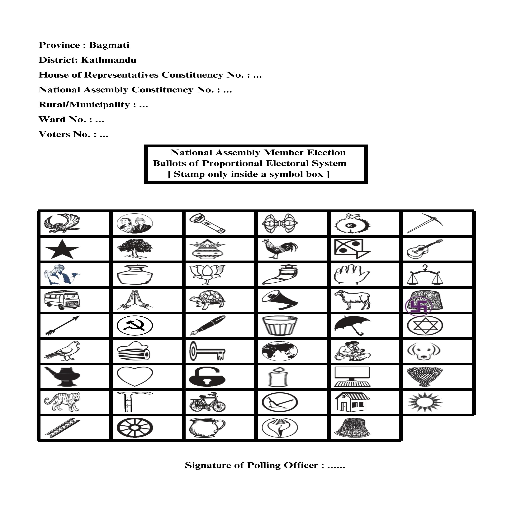 Province : Bagmati
District: Kathmandu
House of Representatives Constituency No. : ...
National Assembly Constituency No. : ...
Rural/Municipality : ...
Ward No. : ...
Voters No. : ...
National Assembly Member Election
Ballots of Proportional Electoral System
[ Stamp only inside a symbol box ]
Signature of Polling Officer : ......